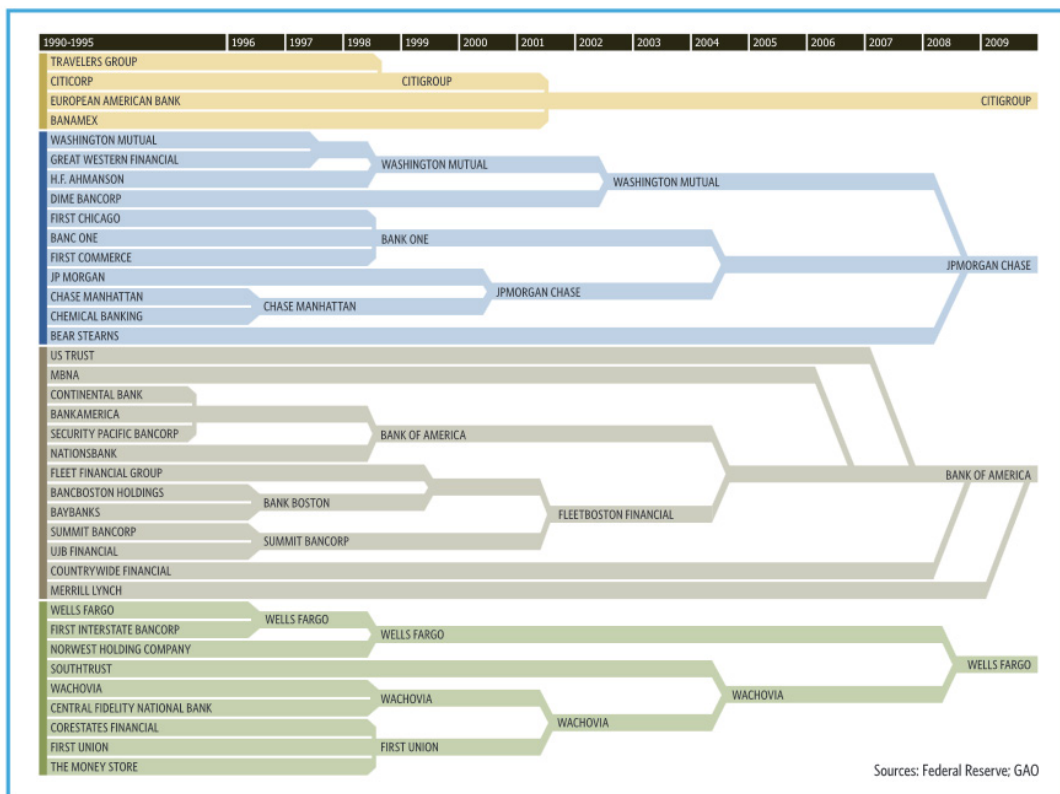 1990-1995 1996 1997 1998 1999 2000 2001 2002 2003 2004 2005 2006 2007 2008 2009
TRAVELERS GROUP
CITICORP CITIGROUP
EUROPEAN AMERICAN BANK CITIGROUP
BANAMEX
WASHINGTON MUTUAL
GREAT WESTERN FINANCIAL
WASHINGTON MUTUAL
H.F. AHMANSON
WASHINGTON MUTUAL
DIME BANCORP
FIRST CHICAGO
BANC ONE BANK ONE
FIRST COMMERCE
JPMORGAN CHASE
JP MORGAN
JPMORGAN CHASE
CHASE MANHATTAN
CHASE MANHATTAN
CHEMICAL BANKING
BEAR STEARNS
US TRUST
MBNA
CONTINENTAL BANK
BANKAMERICA
SECURITY PACIFIC BANCORP BANK OF AMERICA
NATIONSBANK
FLEET FINANCIAL GROUP BANK OF AMERICA
BANCBOSTON HOLDINGS
BANK BOSTON
BAYBANKS
FLEETBOSTON FINANCIAL
SUMMIT BANCORP
SUMMIT BANCORP
UJB FINANCIAL
COUNTRYWIDE FINANCIAL
MERRILL LYNCH
WELLS FARGO
WELLS FARGO
FIRST INTERSTATE BANCORP
WELLS FARGO
NORWEST HOLDING COMPANY
WELLS FARGO
SOUTHTRUST
WACHOVIA
WACHOVIA
WACHOVIA
CENTRAL FIDELITY NATIONAL BANK
WACHOVIA
CORESTATES FINANCIAL
FIRST UNION FIRST UNION
THE MONEY STORE
Sources: Federal Reserve; GAO